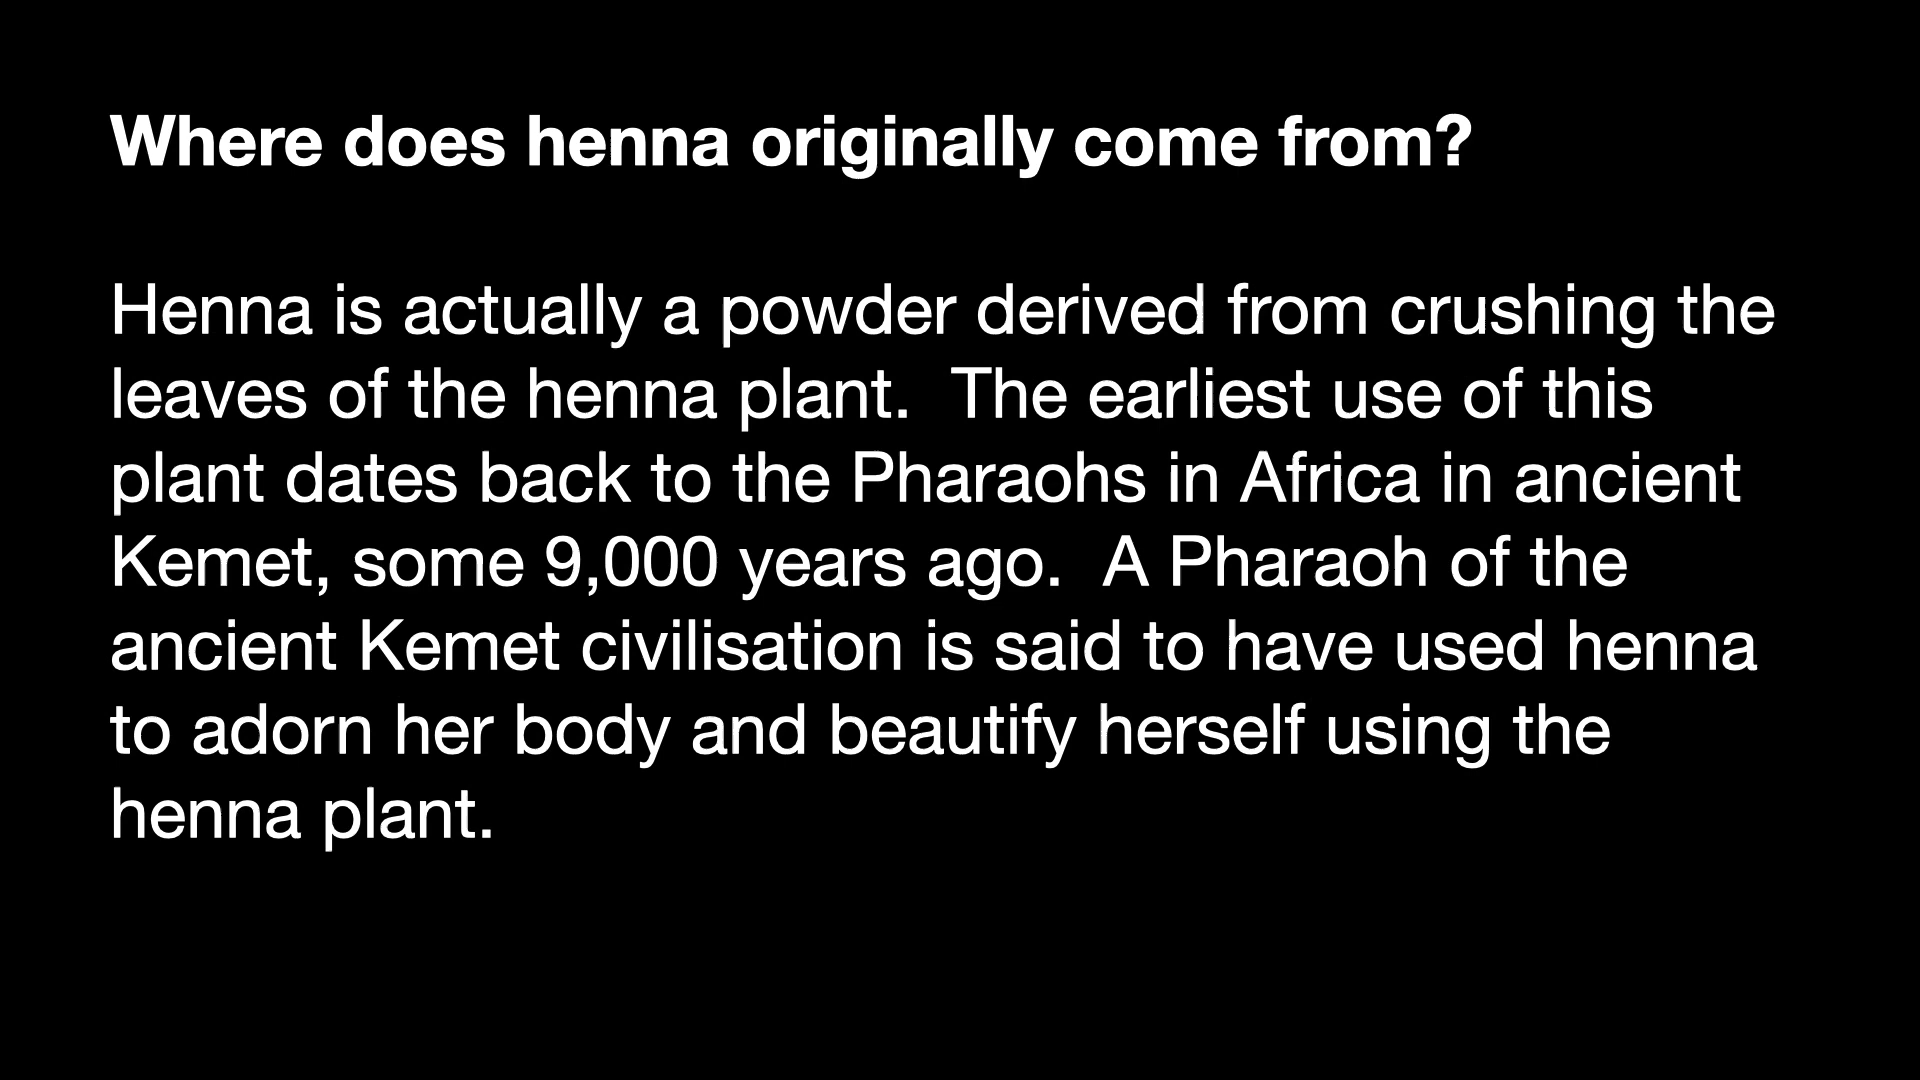 Where does henna originally come from?
Henna is actually a powder derived from crushing the
leaves of the henna plant.  The earliest use of this
plant dates back to the Pharaohs in Africa in ancient
Kemet, some 9,000 years ago.  A Pharaoh of the
ancient Kemet civilisation is said to have used henna
to adorn her body and beautify herself using the
henna plant.